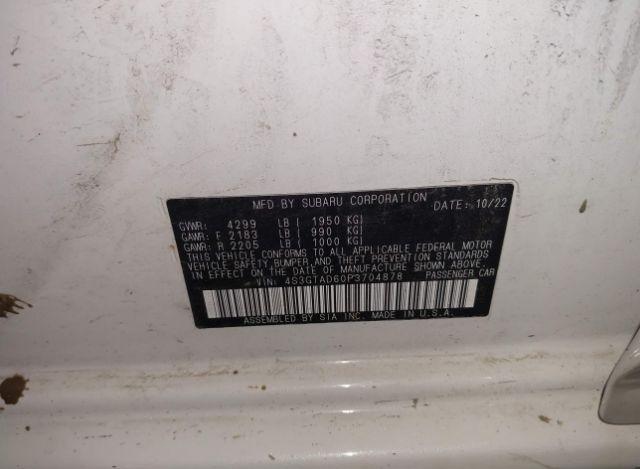 MFD BY SUBARU CORPORATION DATE: 10/22
GVWR: 4299 LB ( 1950 KG)
GAWR: F 2183 LB ( 990 KG)
GAWR: R 2205 LB ( 1000 KG)
THIS VEHICLE CONFORMS TO ALL APPLICABLE FEDERAL MOTOR
VEHICLE SAFETY, BUMPER, AND THEFT PREVENTION STANDARDS
IN EFFECT ON THE DATE OF MANUFACTURE SHOWN ABOVE.
VIN: 4S3GTAD60P3704878 PASSENGER CAR
ASSEMBLED BY SIA INC. MADE IN U.S.A.